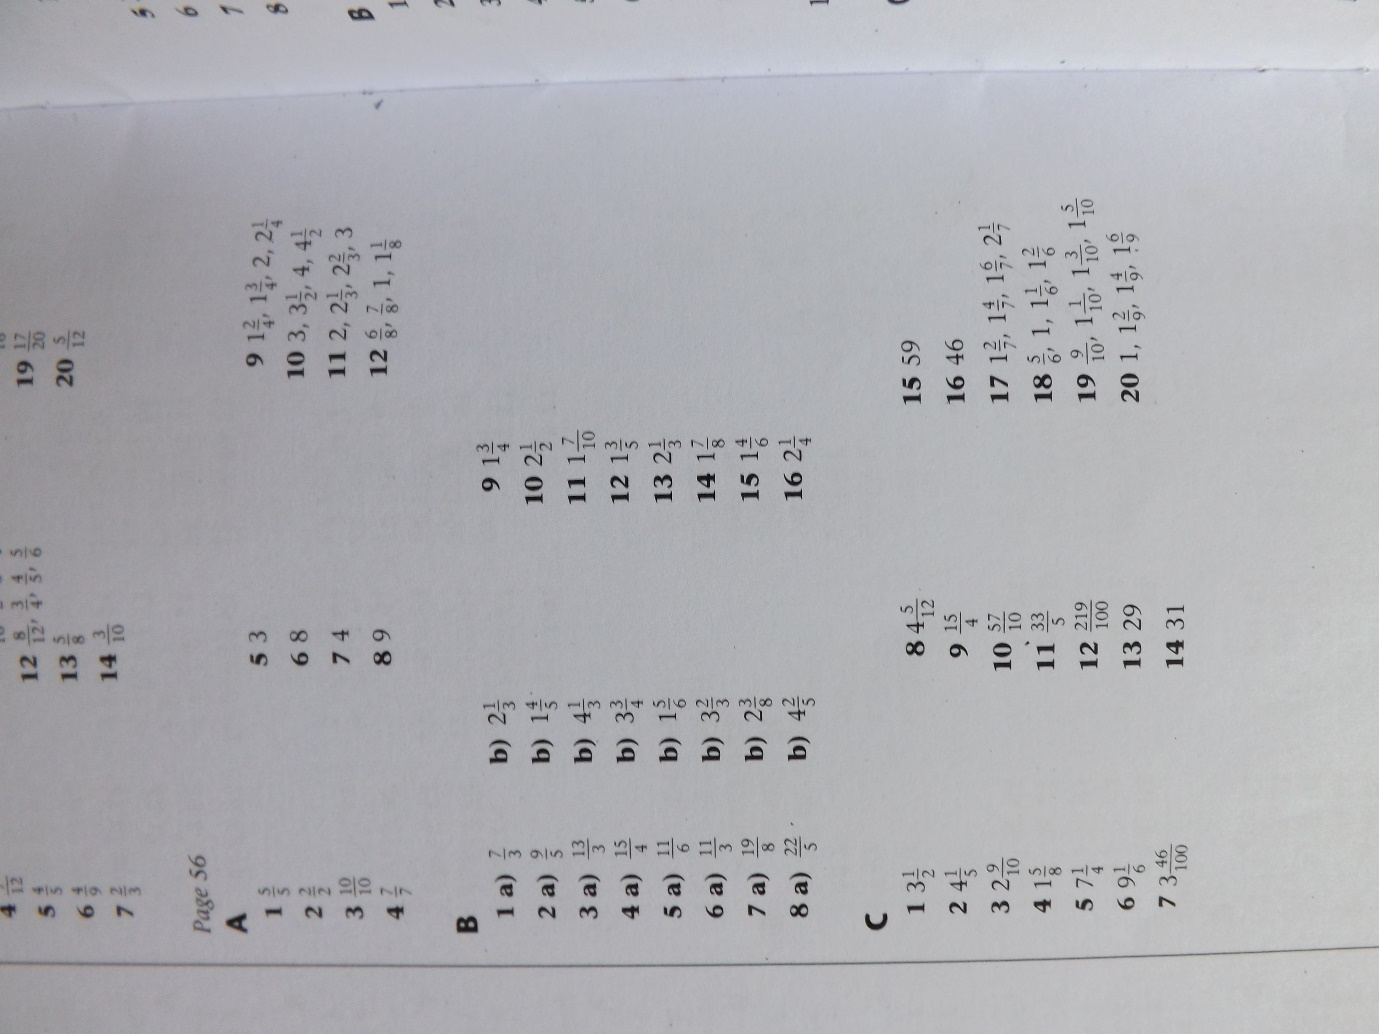 4 7/12
5 4/5
6 4/9
7 2/3
12 8/12, 3/4, 4/5, 5/6
13 5/8
14 3/10
19 17/20
20 5/12
Page 56
A
1 5/5
2 2/2
3 10/10
4 7/7
5 3
6 8
7 4
8 9
9 1 2/4, 1 3/4, 2, 2 1/4
10 3, 3 1/2, 4, 4 1/2
11 2, 2 1/3, 2 2/3, 3
12 6/8, 7/8, 1, 1 1/8
B
1 a) 7/3 b) 2 1/3
2 a) 9/5 b) 1 4/5
3 a) 13/3 b) 4 1/3
4 a) 15/4 b) 3 3/4
5 a) 11/6 b) 1 5/6
6 a) 11/3 b) 3 2/3
7 a) 19/8 b) 2 3/8
8 a) 22/5 b) 4 2/5
9 1 3/4
10 2 1/2
11 1 7/10
12 1 3/5
13 2 1/3
14 1 7/8
15 1 4/6
16 2 1/4
C
1 3 1/2
2 4 1/5
3 2 9/10
4 1 5/8
5 7 1/4
6 9 1/6
7 3 46/100
8 4 5/12
9 15/4
10 57/10
11 33/5
12 219/100
13 29
14 31
15 59
16 46
17 1 2/7, 1 4/7, 1 6/7, 2 1/7
18 5/6, 1, 1 1/6, 1 2/6
19 9/10, 1 1/10, 1 3/10, 1 5/10
20 1, 1 2/9, 1 4/9, 1 6/9
5
6
7
8
B
1
2
3